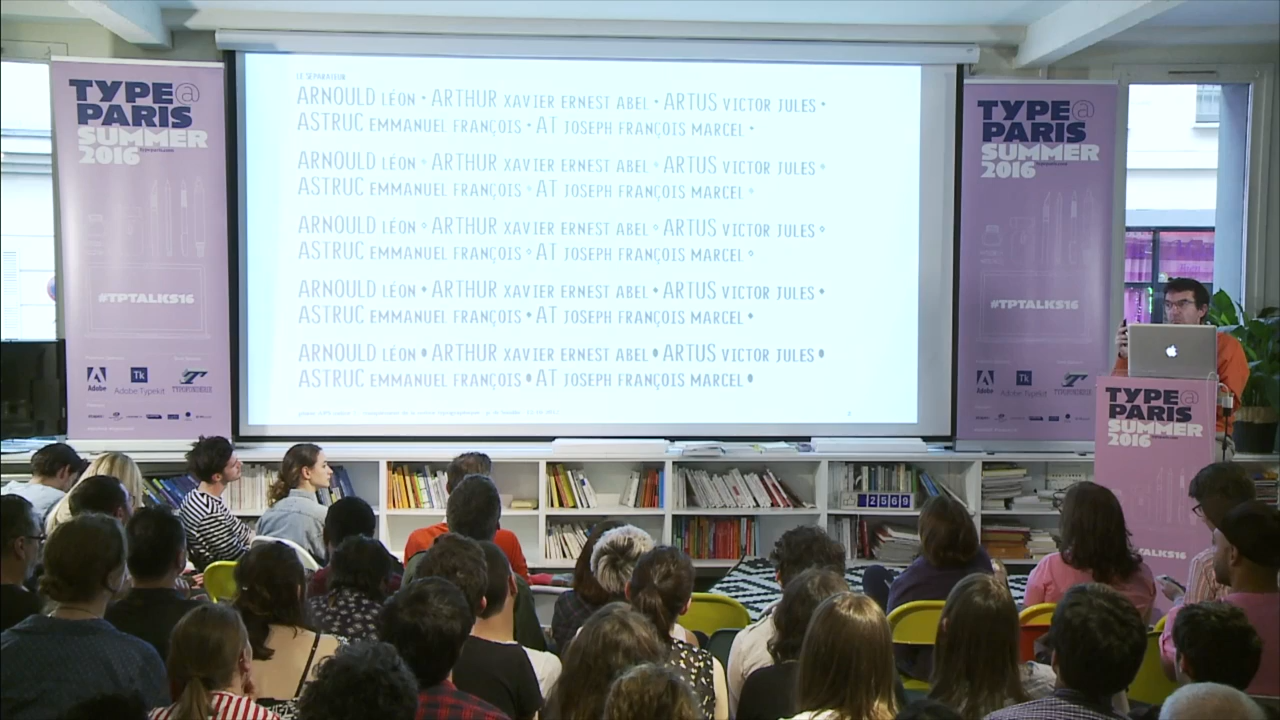 TYPE@
PARIS
SUMMER
2016
#TPTALKS16
Adobe
Adobe Typekit
LE SÉPARATEUR
ARNOULD LÉON • ARTHUR XAVIER ERNEST ABEL • ARTUS VICTOR JULES •
ASTRUC EMMANUEL FRANÇOIS • AT JOSEPH FRANÇOIS MARCEL •
ARNOULD LÉON ◦ ARTHUR XAVIER ERNEST ABEL ◦ ARTUS VICTOR JULES ◦
ASTRUC EMMANUEL FRANÇOIS ◦ AT JOSEPH FRANÇOIS MARCEL ◦
ARNOULD LÉON ◦ ARTHUR XAVIER ERNEST ABEL ◦ ARTUS VICTOR JULES ◦
ASTRUC EMMANUEL FRANÇOIS ◦ AT JOSEPH FRANÇOIS MARCEL ◦
ARNOULD LÉON • ARTHUR XAVIER ERNEST ABEL • ARTUS VICTOR JULES •
ASTRUC EMMANUEL FRANÇOIS • AT JOSEPH FRANÇOIS MARCEL •
ARNOULD LÉON • ARTHUR XAVIER ERNEST ABEL • ARTUS VICTOR JULES •
ASTRUC EMMANUEL FRANÇOIS • AT JOSEPH FRANÇOIS MARCEL •
TYPE@
PARIS
SUMMER
2016
#TPTALKS16
Adobe
Adobe Typekit
TYPE@
PARIS
SUMMER
2016
TALKS16
12569